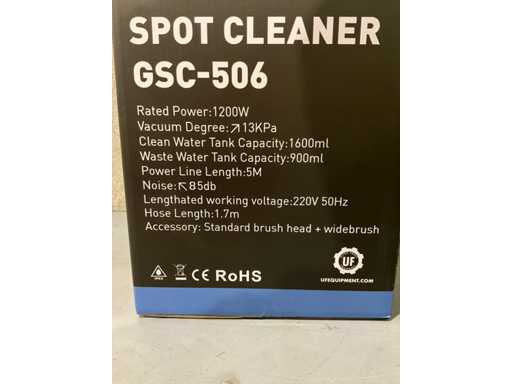 SPOT CLEANER
GSC-506
Rated Power:1200W
Vacuum Degree:↗13KPa
Clean Water Tank Capacity:1600ml
Waste Water Tank Capacity:900ml
Power Line Length:5M
Noise:↖85db
Lengthated working voltage:220V 50Hz
Hose Length:1.7m
Accessory: Standard brush head + widebrush
CE RoHS
UF
UFEQUIPMENT.COM